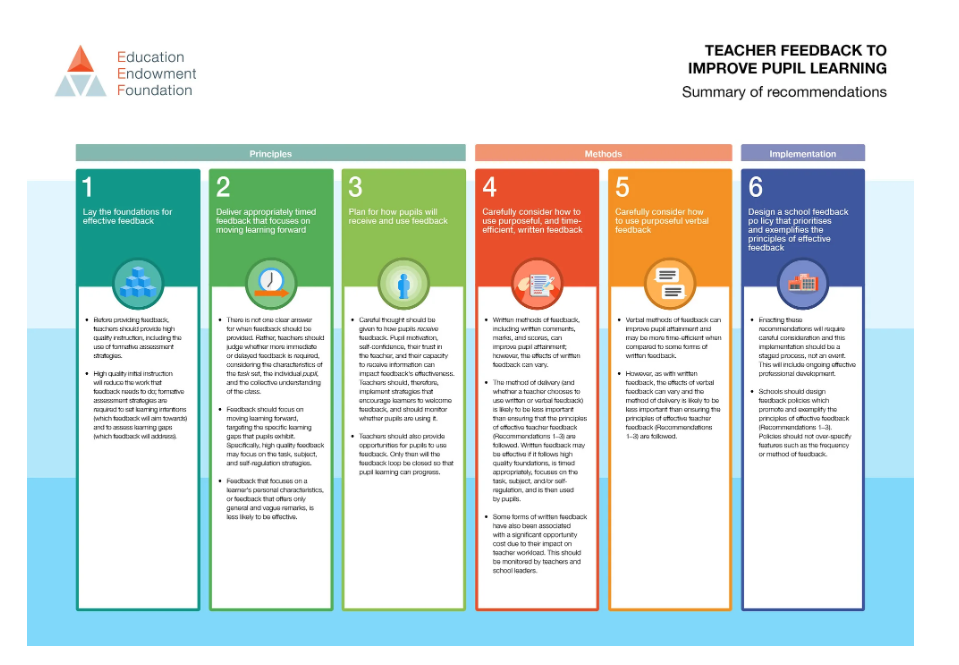 Education
Endowment
Foundation
TEACHER FEEDBACK TO
IMPROVE PUPIL LEARNING
Summary of recommendations
Principles
Methods
Implementation
1
Lay the foundations for
effective feedback
• Before providing feedback,
teachers should provide high
quality instruction, including the
use of formative assessment
strategies.
• High quality initial instruction
will reduce the work that
feedback needs to do; formative
assessment strategies are
required to set learning intentions
(which feedback will aim towards)
and to assess learning gaps
(which feedback will address).
2
Deliver appropriately timed
feedback that focuses on
moving learning forward
• There is not one clear answer
for when feedback should be
provided. Rather, teachers should
judge whether more immediate
or delayed feedback is required,
considering the characteristics of
the task set, the individual pupil,
and the collective understanding
of the class.
• Feedback should focus on
moving learning forward,
targeting the specific learning
gaps that pupils exhibit.
Specifically, high quality feedback
may focus on the task, subject,
and self-regulation strategies.
• Feedback that focuses on a
learner's personal characteristics,
or feedback that offers only
general and vague remarks, is
less likely to be effective.
3
Plan for how pupils will
receive and use feedback
• Careful thought should be
given to how pupils receive
feedback. Pupil motivation,
self-confidence, their trust in
the teacher, and their capacity
to receive information can
impact feedback's effectiveness.
Teachers should, therefore,
implement strategies that
encourage learners to welcome
feedback, and should monitor
whether pupils are using it.
• Teachers should also provide
opportunities for pupils to use
feedback. Only then will the
feedback loop be closed so that
pupil learning can progress.
4
Carefully consider how to
use purposeful, and time-
efficient, written feedback
• Written methods of feedback,
including written comments,
marks, and scores, can
improve pupil attainment;
however, the effects of written
feedback can vary.
• The method of delivery (and
whether a teacher chooses to
use written or verbal feedback)
is likely to be less important
than ensuring that the principles
of effective teacher feedback
(Recommendations 1–3) are
followed. Written feedback may
be effective if it follows high
quality foundations, is timed
appropriately, focuses on the
task, subject, and/or self-
regulation, and is then used
by pupils.
• Some forms of written feedback
have also been associated
with a significant opportunity
cost due to their impact on
teacher workload. This should
be monitored by teachers and
school leaders.
5
Carefully consider how
to use purposeful verbal
feedback
• Verbal methods of feedback can
improve pupil attainment and
may be more time-efficient when
compared to some forms of
written feedback.
• However, as with written
feedback, the effects of verbal
feedback can vary and the
method of delivery is likely to be
less important than ensuring the
principles of effective teacher
feedback (Recommendations
1–3) are followed.
6
Design a school feedback
po licy that prioritises
and exemplifies the
principles of effective
feedback
• Enacting these
recommendations will require
careful consideration and this
implementation should be a
staged process, not an event.
This will include ongoing effective
professional development.
• Schools should design
feedback policies which
promote and exemplify the
principles of effective feedback
(Recommendations 1–3).
Policies should not over-specify
features such as the frequency
or method of feedback.